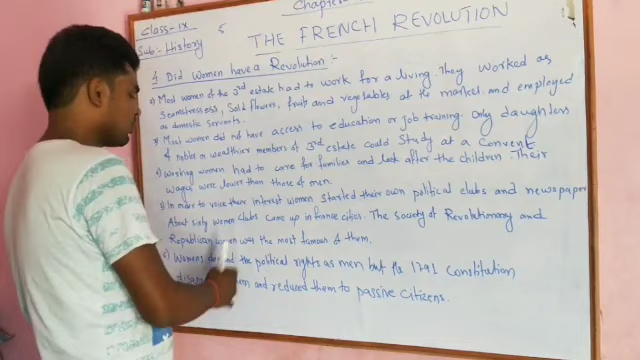 Chapter
Class-IX
5
Sub:- History
THE FRENCH REVOLUTION
Did Women have a Revolution:-
Most women of the 3rd estate had to work for a living. They worked as
Seamstresses, Sold flowers, fruits and vegetables at the market and employed
as domestic servants.
Most women did not have access to education or job training. Only daughters
of nobles or wealthier members of 3rd estate could Study at a Convent
Working women had to care for families and look after the children. Their
wages were lower than those of men.
In order to voice their interest women started their own political clubs and newspaper
About sixty women clubs came up in france cities. The society of Revolutionary and
Republican women was the most famous of them.
Womens the political rights as men but the 1791 Constitution
and reduced them to passive citizens.